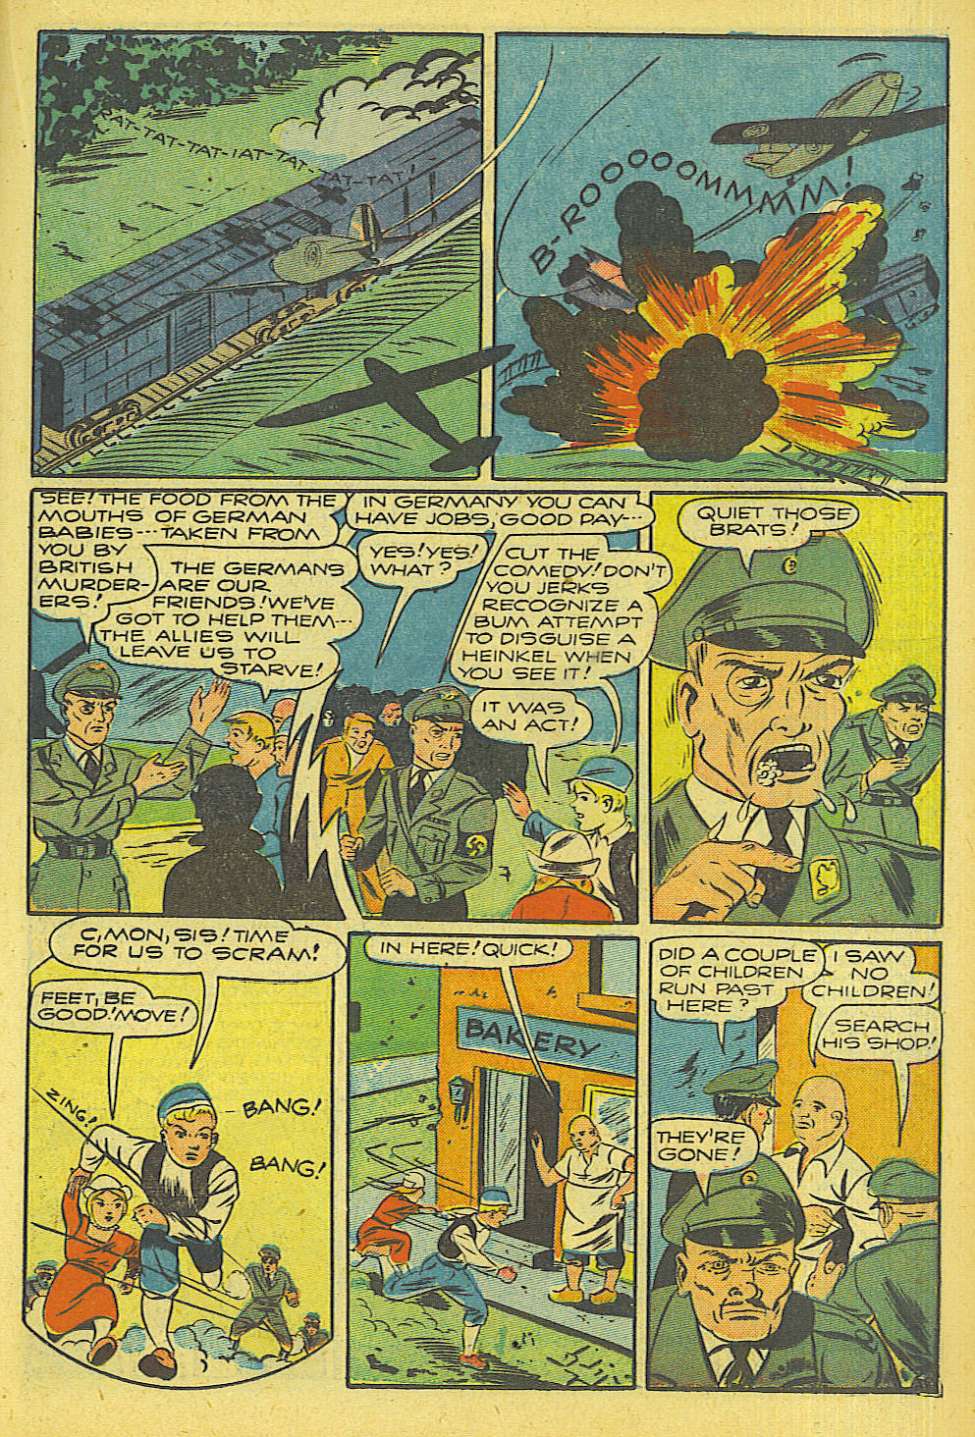 RAT-TAT-TAT-TAT-TAT-TAT-TAT!
B-ROOOOOMMMMM!
SEE! THE FOOD FROM THE
MOUTHS OF GERMAN
BABIES--- TAKEN FROM
YOU BY
BRITISH
MURDER-
ERS!
THE GERMANS
ARE OUR
FRIENDS! WE'VE
GOT TO HELP THEM---
THE ALLIES WILL
LEAVE US TO
STARVE!
IN GERMANY YOU CAN
HAVE JOBS, GOOD PAY---
YES! YES!
WHAT?
CUT THE
COMEDY! DON'T
YOU JERKS
RECOGNIZE A
BUM ATTEMPT
TO DISGUISE A
HEINKEL WHEN
YOU SEE IT!
IT WAS
AN ACT!
QUIET THOSE
BRATS!
C'MON, SIS! TIME
FOR US TO SCRAM!
FEET, BE
GOOD! MOVE!
ZING!
BANG!
BANG!
IN HERE! QUICK!
BAKERY
DID A COUPLE
OF CHILDREN
RUN PAST
HERE?
I SAW
NO
CHILDREN!
SEARCH
HIS SHOP!
THEY'RE
GONE!